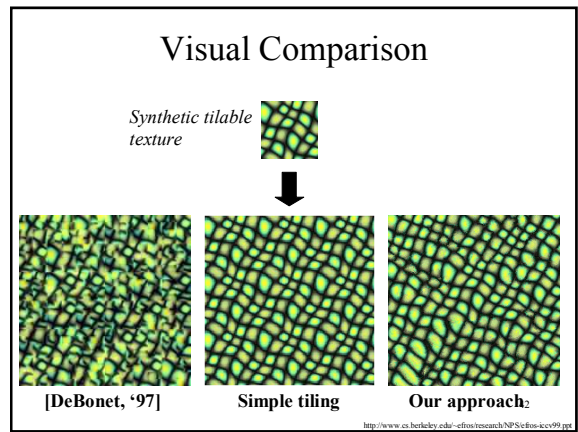 Visual Comparison
Synthetic tilable
texture
[DeBonet, ‘97]
Simple tiling
Our approach2
http://www.cs.berkeley.edu/~efros/research/NPS/efros-iccv99.ppt